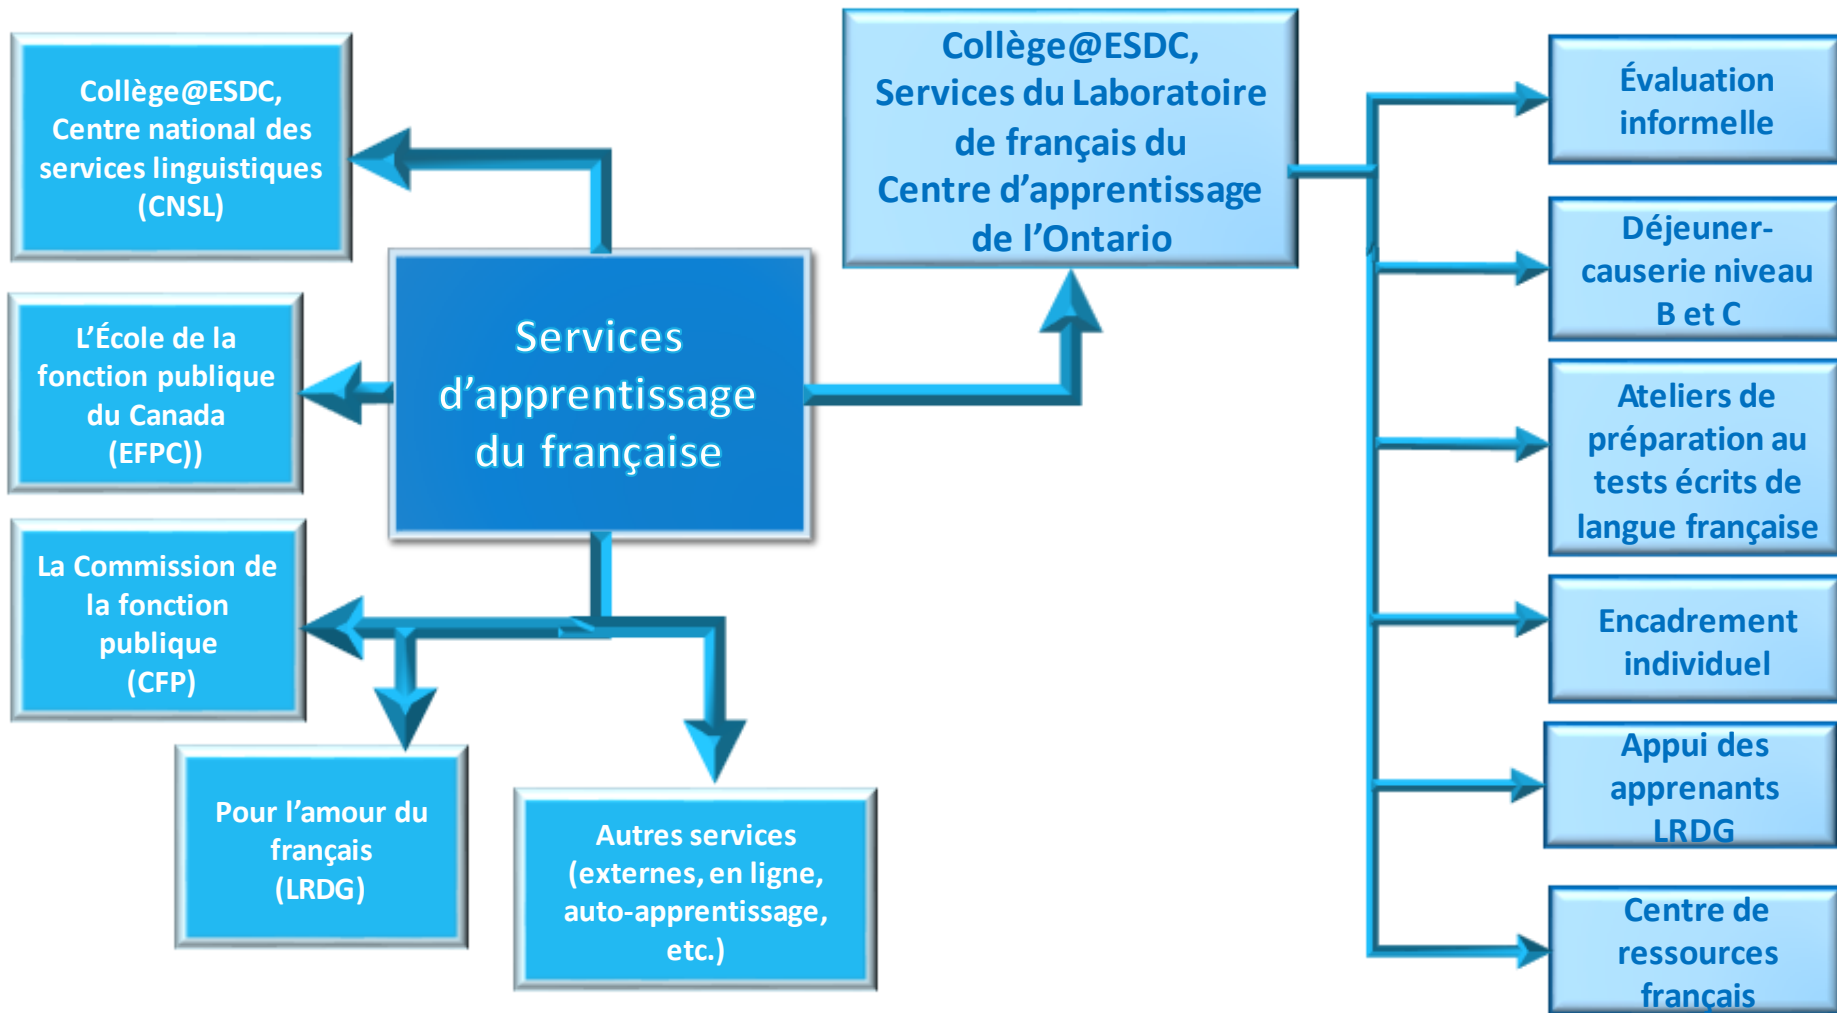 Collège@ESDC,
Centre national des
services linguistiques
(CNSL)
L’École de la
fonction publique
du Canada
(EFPC))
La Commission de
la fonction
publique
(CFP)
Pour l’amour du
français
(LRDG)
Autres services
(externes, en ligne,
auto-apprentissage,
etc.)
Services
d’apprentissage
du française
Collège@ESDC,
Services du Laboratoire
de français du
Centre d’apprentissage
de l’Ontario
Évaluation
informelle
Déjeuner-
causerie niveau
B et C
Ateliers de
préparation au
tests écrits de
langue française
Encadrement
individuel
Appui des
apprenants
LRDG
Centre de
ressources
français